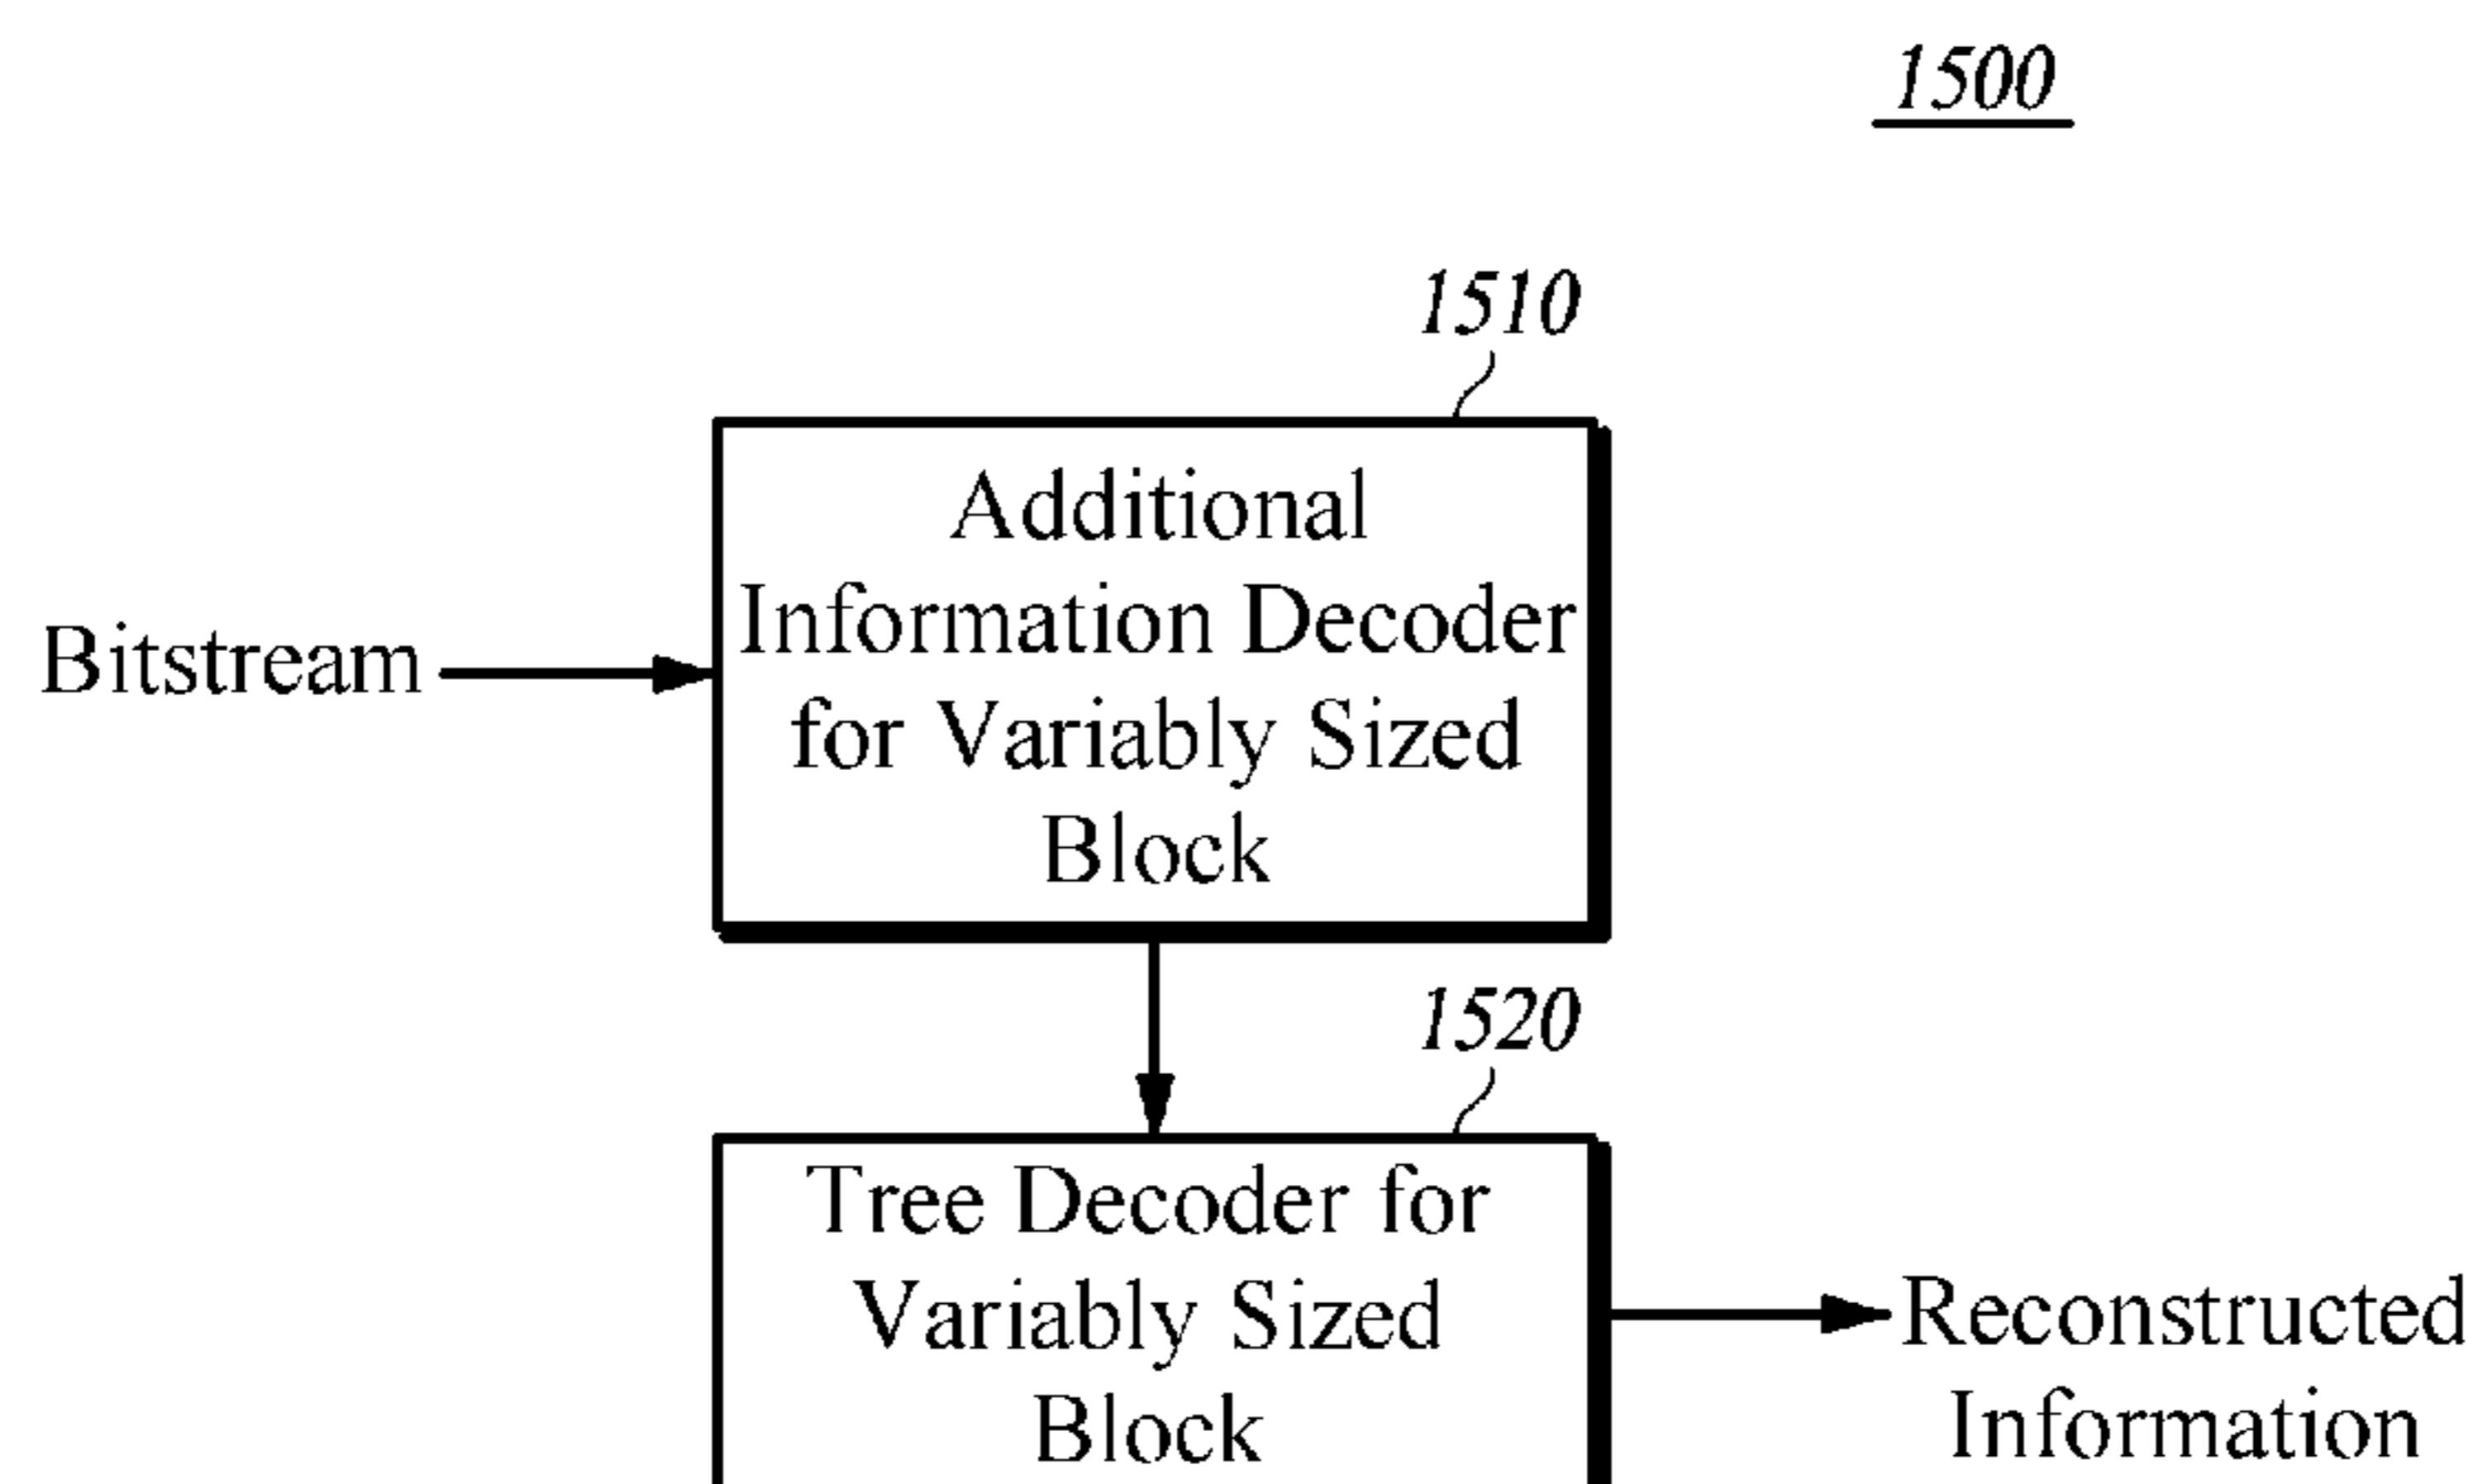 1500
1510
Additional
Information Decoder
for Variably Sized
Block
Bitstream
1520
Tree Decoder for
Variably Sized
Block
Reconstructed
Information